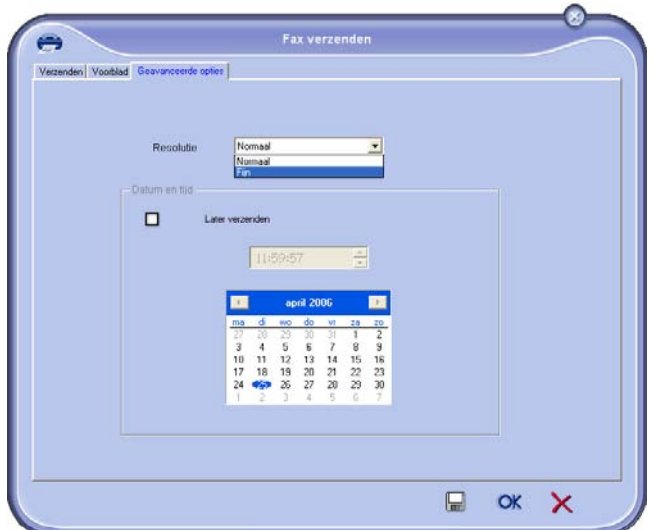 Fax verzenden
Verzenden Voorblad Geavanceerde opties
Resolutie Normaal
Normaal
Fijn
Datum en tijd
Later verzenden
11:59:57
april 2006
ma di wo do vr za zo
27 28 29 30 31 1 2
3 4 5 6 7 8 9
10 11 12 13 14 15 16
17 18 19 20 21 22 23
24 25 26 27 28 29 30
1 2 3 4 5 6 7
OK